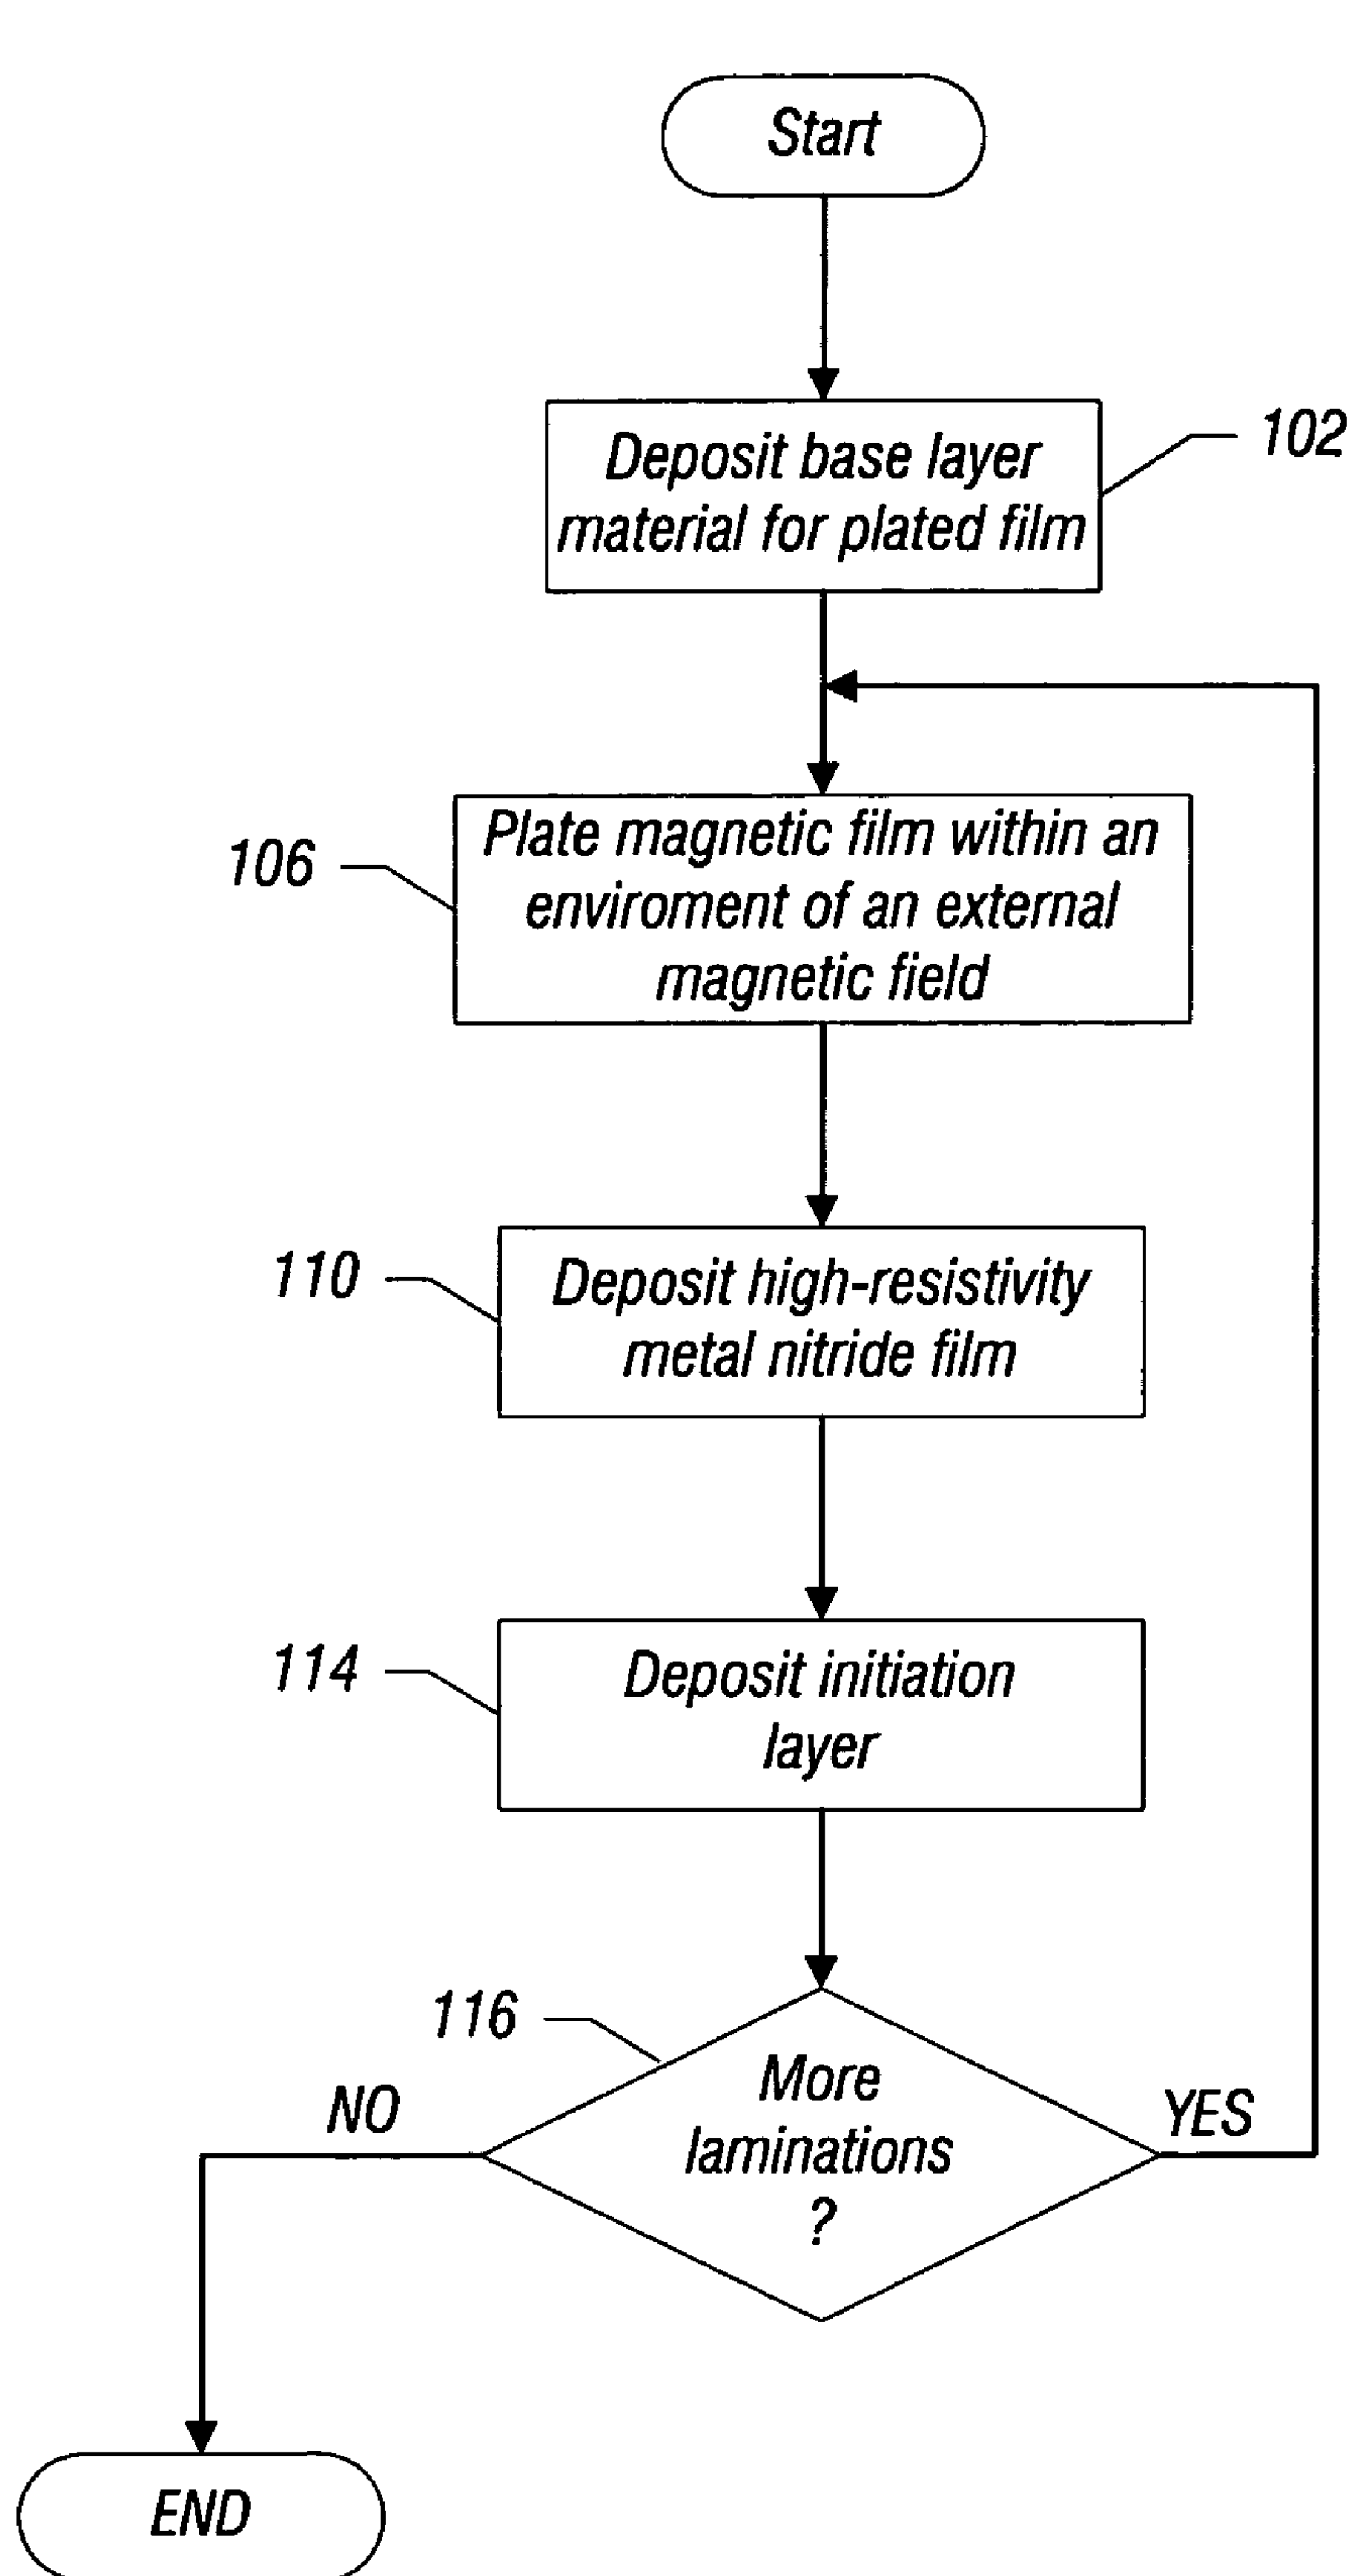 Start
Deposit base layer
material for plated film
102
Plate magnetic film within an
enviroment of an external
magnetic field
106
Deposit high-resistivity
metal nitride film
110
Deposit initiation
layer
114
116
More
laminations
?
NO
YES
END